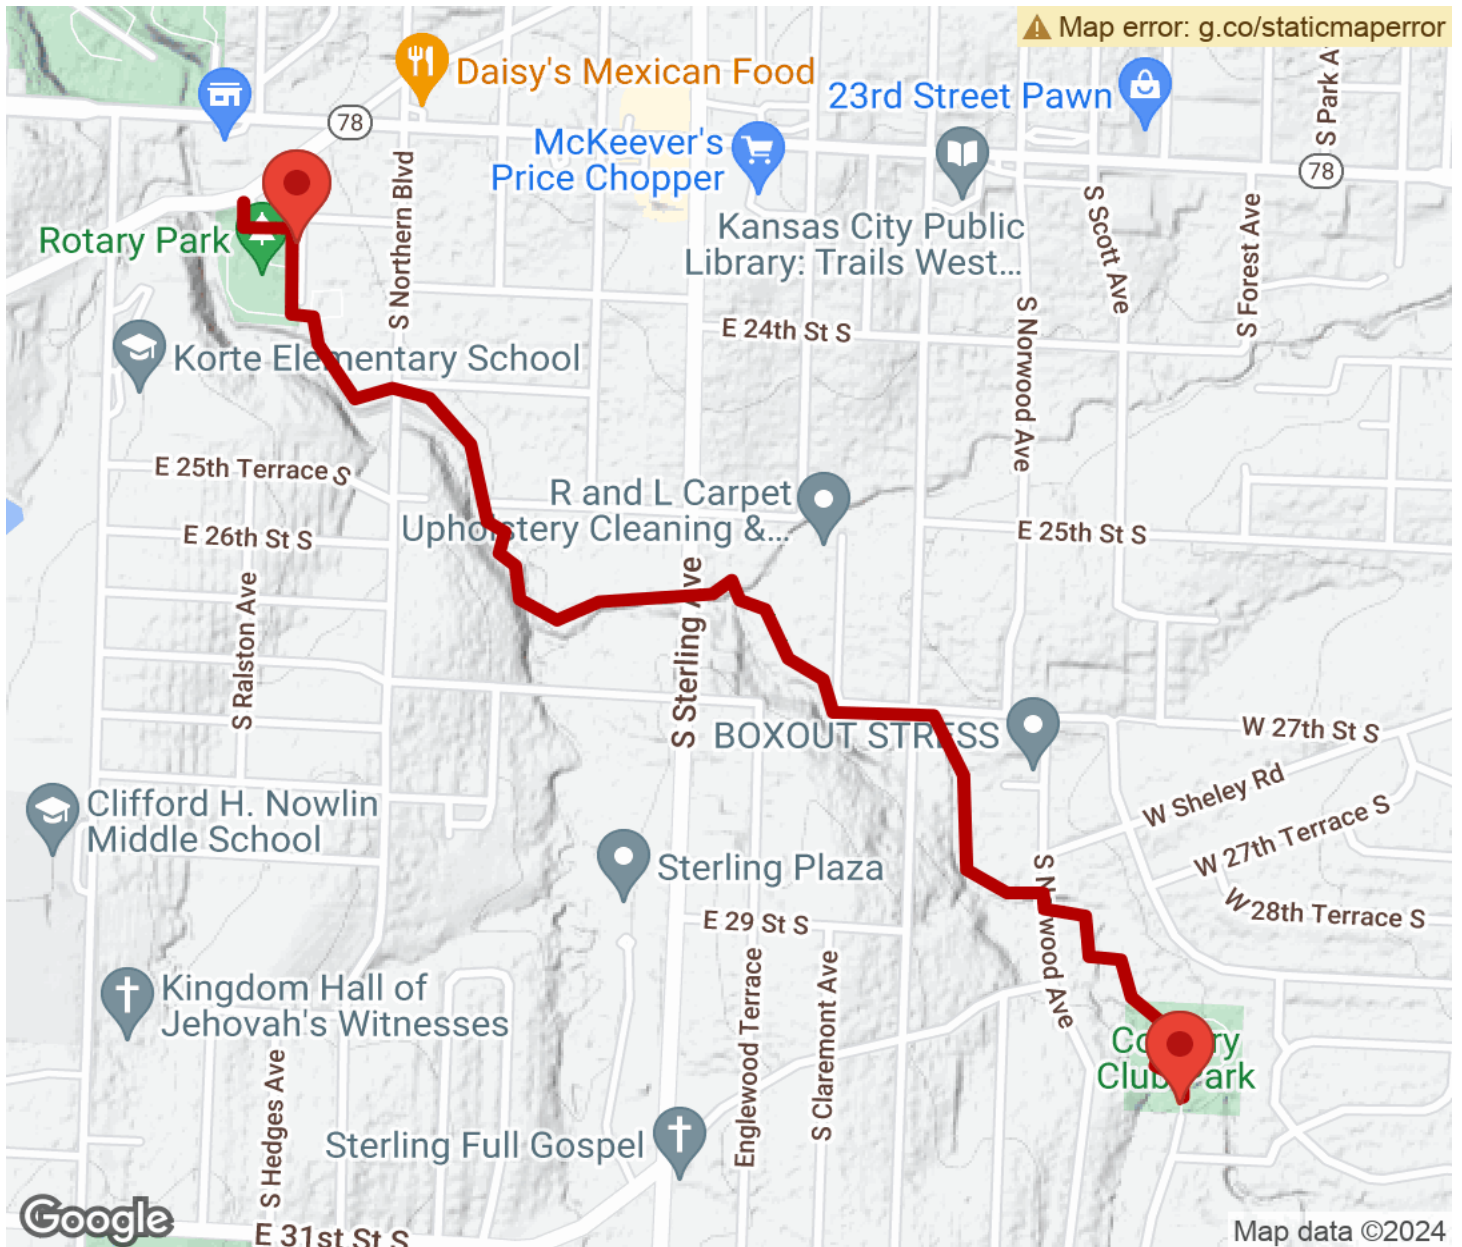 Map error: g.co/staticmaperror
Daisy's Mexican Food
23rd Street Pawn
S Park A
78
McKeever's
Price Chopper
78
S Northern Blvd
S Scott Ave
S Forest Ave
Kansas City Public
Library: Trails West...
Rotary Park
S Norwood Ave
E 24th St S
Korte Elementary School
E 25th Terrace S
R and L Carpet
Upholstery Cleaning &...
E 26th St S
E 25th St S
S Ralston Ave
S Sterling Ave
BOXOUT STRESS
W 27th St S
W Sheley Rd
Clifford H. Nowlin
Middle School
W 27th Terrace S
Sterling Plaza
S Norwood Ave
W 28th Terrace S
E 29 St S
Englewood Terrace
S Claremont Ave
Kingdom Hall of
Jehovah's Witnesses
Country
Club Park
S Hedges Ave
Sterling Full Gospel
Google
E 31st St S
Map data ©2024